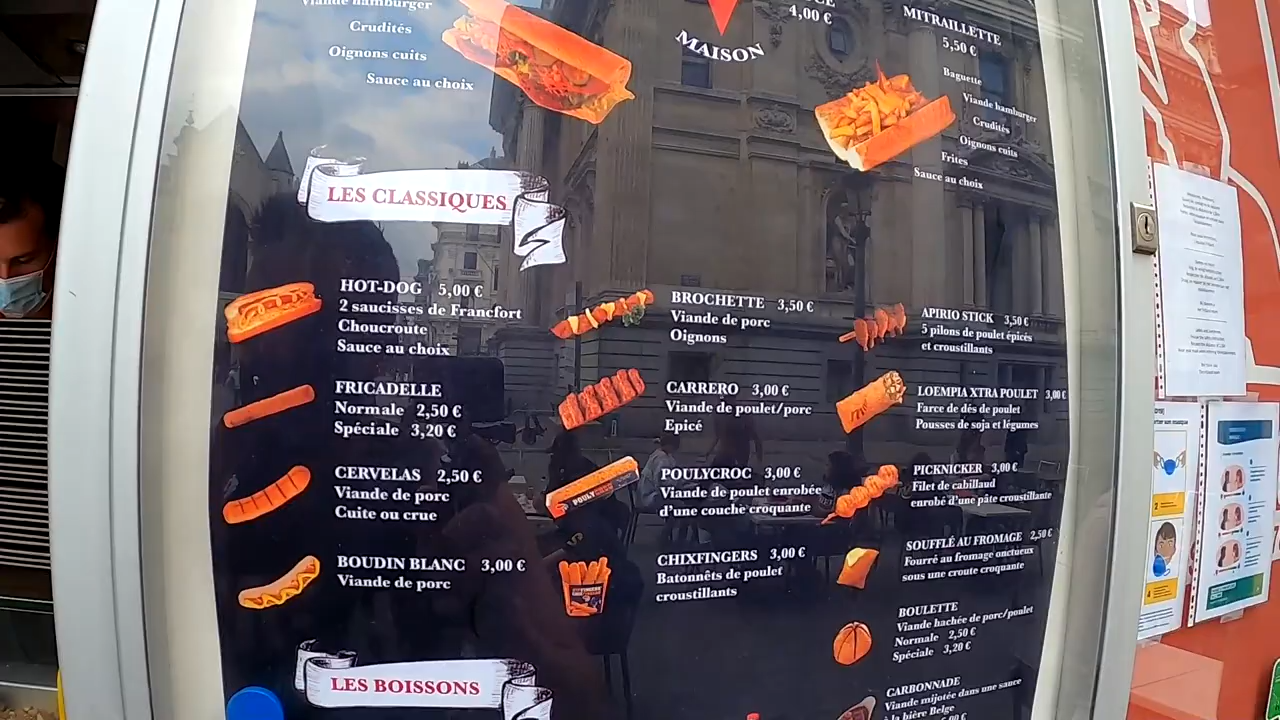 Viande hamburger
Crudités
Oignons cuits
Sauce au choix
4,00 €
MAISON
MITRAILLETTE
5,50 €
Baguette
Viande hamburger
Crudités
Oignons cuits
Frites
Sauce au choix
LES CLASSIQUES
HOT-DOG 5,00 €
2 saucisses de Francfort
Choucroute
Sauce au choix
FRICADELLE
Normale 2,50 €
Spéciale 3,20 €
CERVELAS 2,50 €
Viande de porc
Cuite ou crue
BOUDIN BLANC 3,00 €
Viande de porc
BROCHETTE 3,50 €
Viande de porc
Oignons
CARRERO 3,00 €
Viande de poulet/porc
Epicé
POULYCROC 3,00 €
Viande de poulet enrobée
d'une couche croquante
CHIXFINGERS 3,00 €
Batonnêts de poulet
croustillants
APIRIO STICK 3,50 €
5 pilons de poulet épicés
et croustillants
LOEMPIA XTRA POULET 3,00 €
Farce de dés de poulet
Pousses de soja et légumes
PICKNICKER 3,00 €
Filet de cabillaud
enrobé d'une pâte croustillante
SOUFFLÉ AU FROMAGE 2,50 €
Fourré au fromage onctueux
sous une croute croquante
BOULETTE
Viande hachée de porc/poulet
Normale 2,50 €
Spéciale 3,20 €
CARBONNADE
Viande mijotée dans une sauce
à la bière Belge
LES BOISSONS